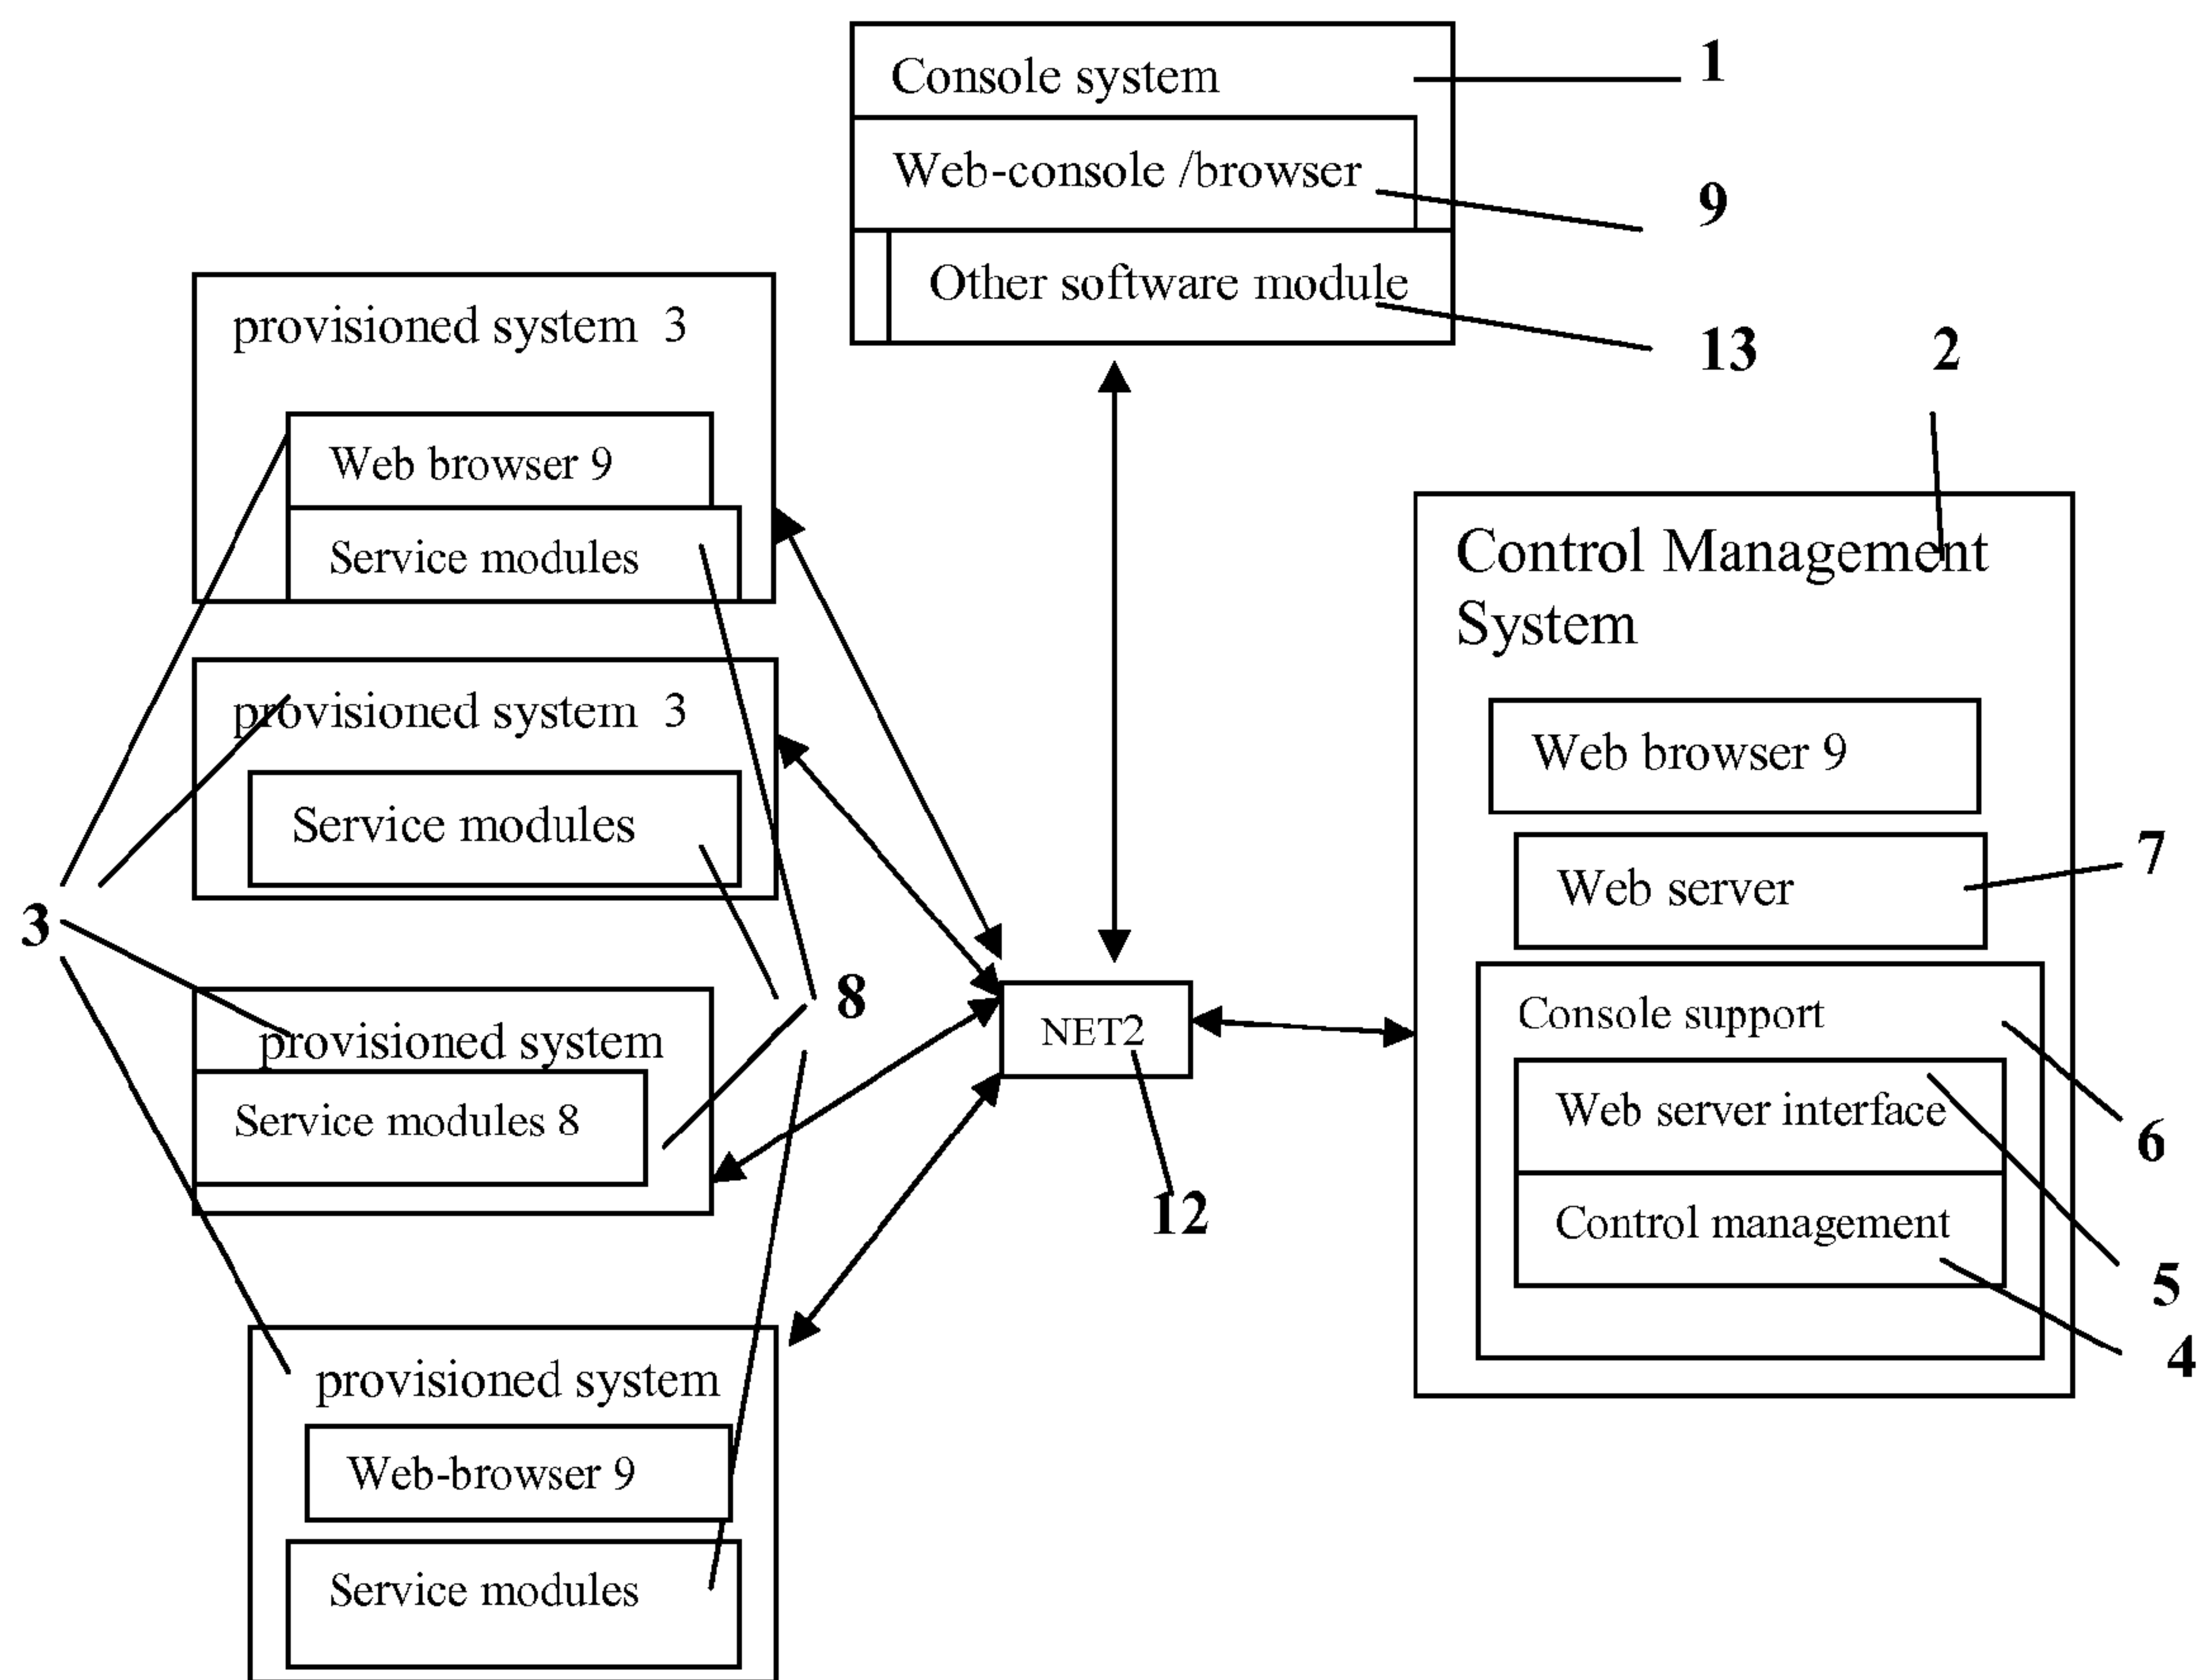 Console system
1
Web-console /browser
9
Other software module
13
2
provisioned system 3
Web browser 9
Service modules
provisioned system 3
Service modules
3
8
provisioned system
Service modules 8
provisioned system
Web-browser 9
Service modules
NET2
12
Control Management
System
Web browser 9
Web server
7
Console support
6
Web server interface
5
Control management
4